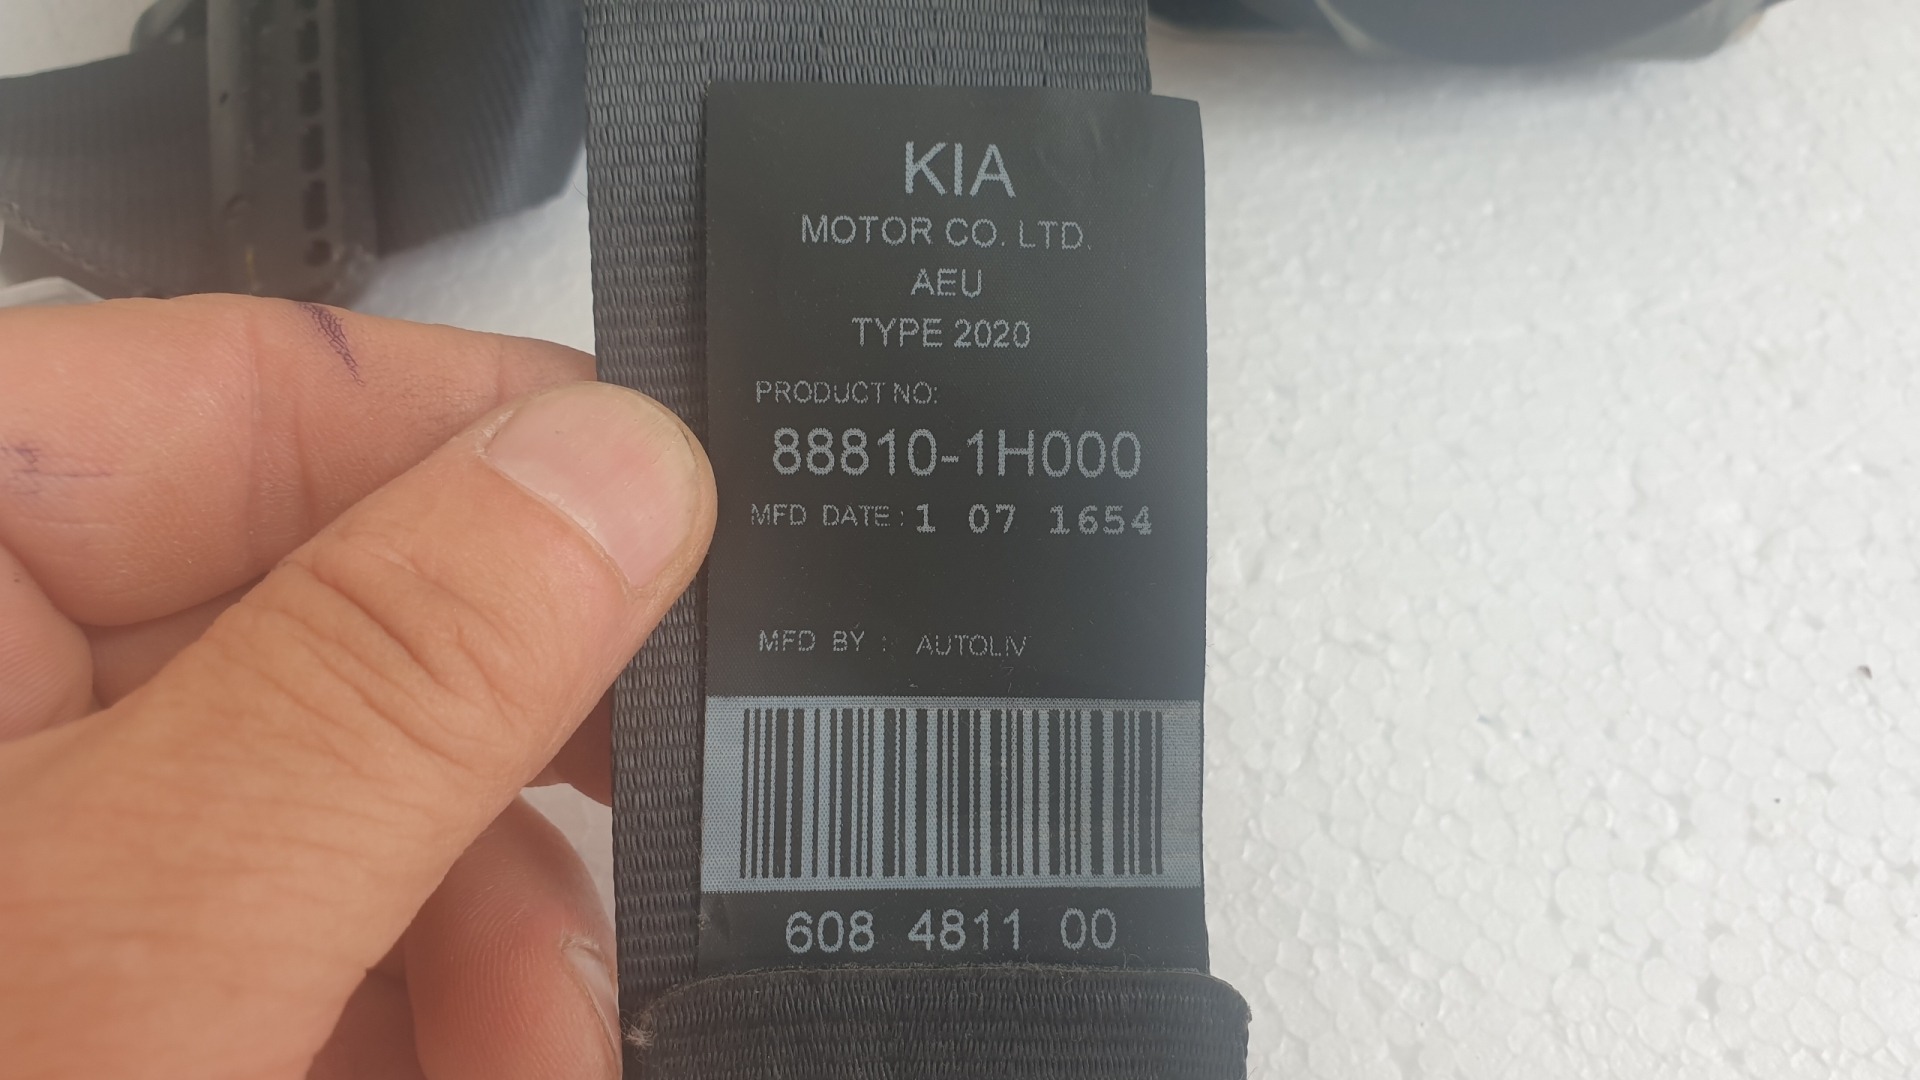 KIA
MOTOR CO. LTD.
AEU
TYPE 2020
PRODUCT NO:
88810-1H000
MFD DATE: 1 07 1654
MFD BY : AUTOLIV
608 4811 00